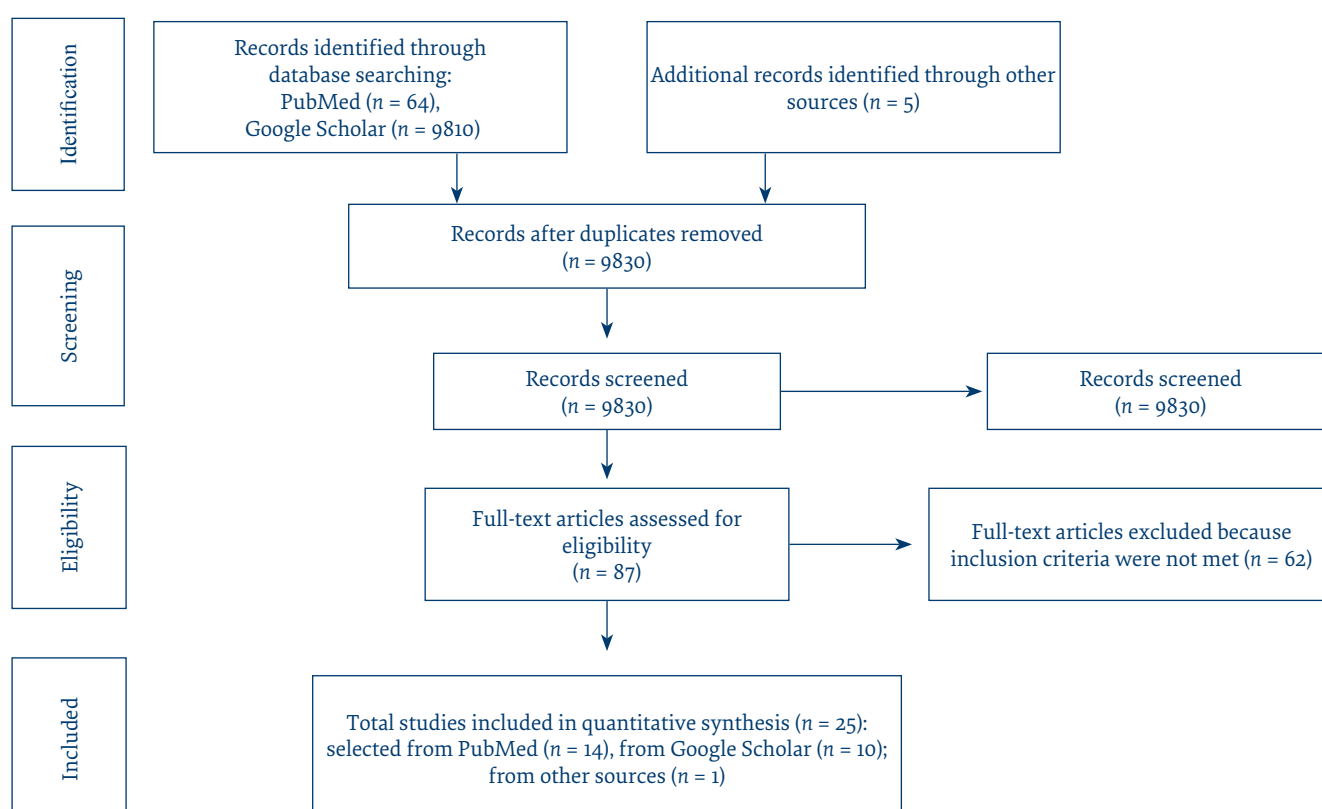 Identification
Records identified through
database searching:
PubMed (n = 64),
Google Scholar (n = 9810)
Additional records identified through other
sources (n = 5)
Screening
Records after duplicates removed
(n = 9830)
Records screened
(n = 9830)
Records screened
(n = 9830)
Eligibility
Full-text articles assessed for
eligibility
(n = 87)
Full-text articles excluded because
inclusion criteria were not met (n = 62)
Included
Total studies included in quantitative synthesis (n = 25):
selected from PubMed (n = 14), from Google Scholar (n = 10);
from other sources (n = 1)